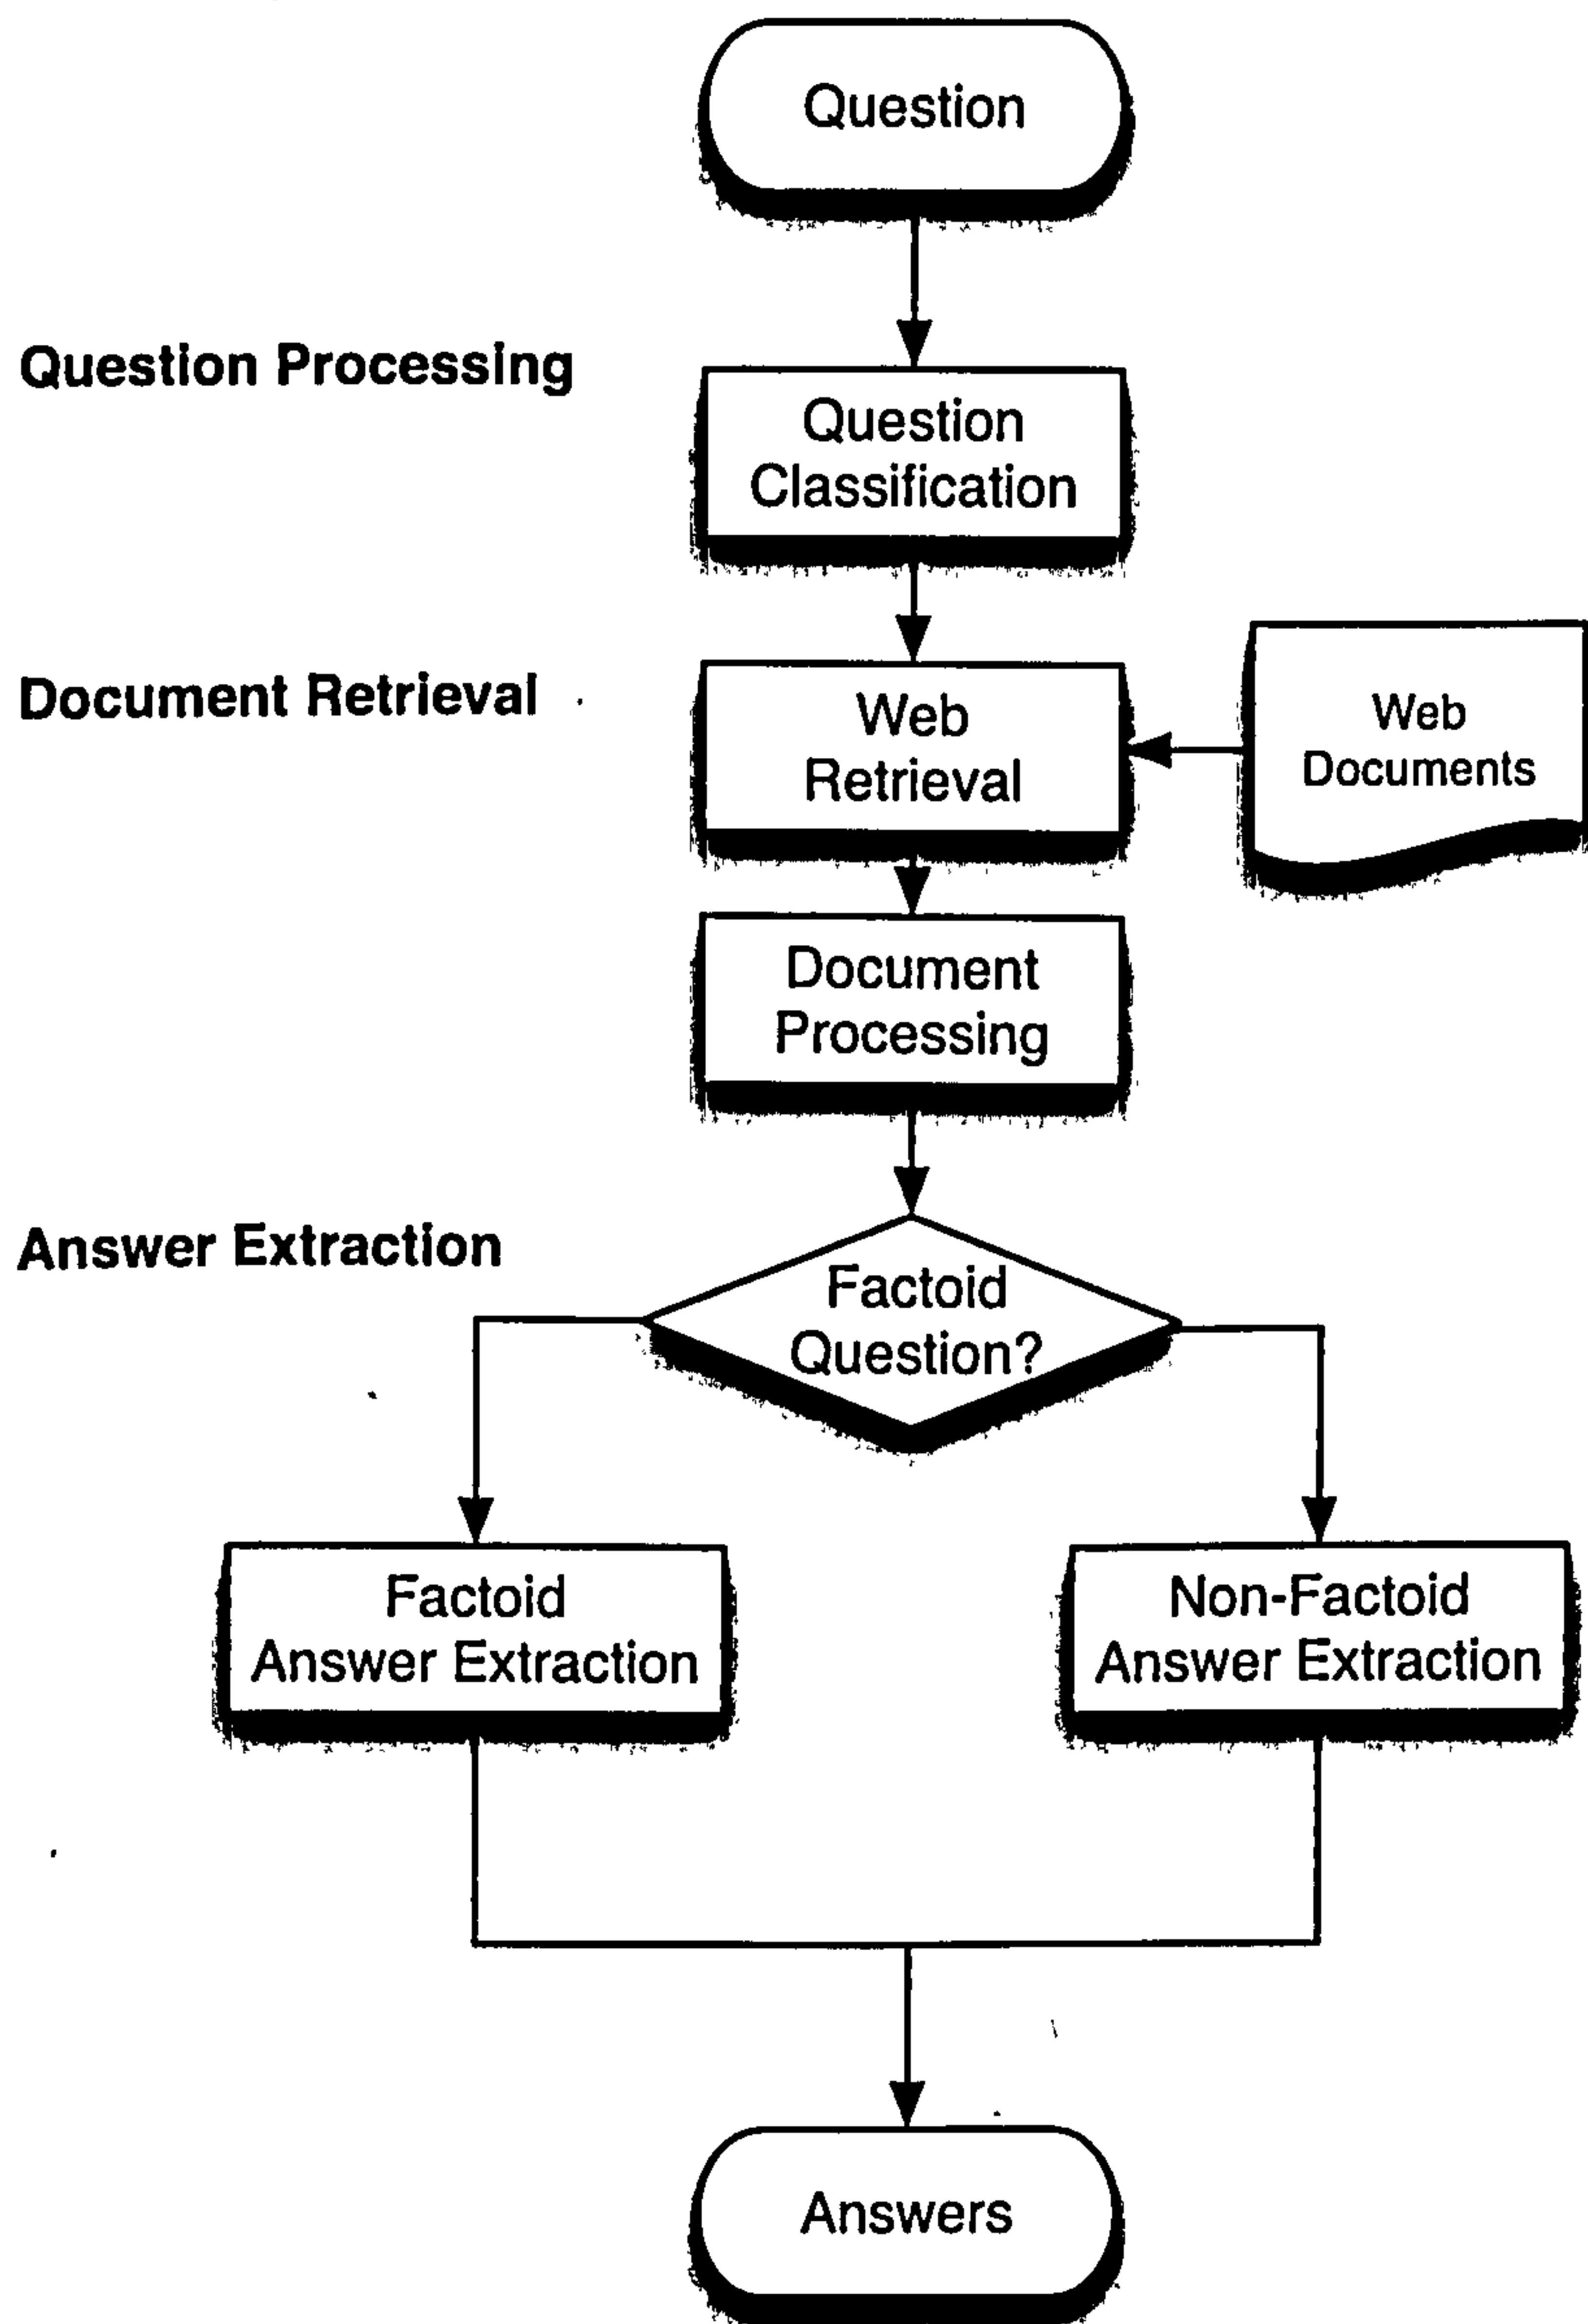 Question
Question Processing
Question
Classification
Document Retrieval
Web
Retrieval
Web
Documents
Document
Processing
Answer Extraction
Factoid
Question?
Factoid
Answer Extraction
Non-Factoid
Answer Extraction
Answers